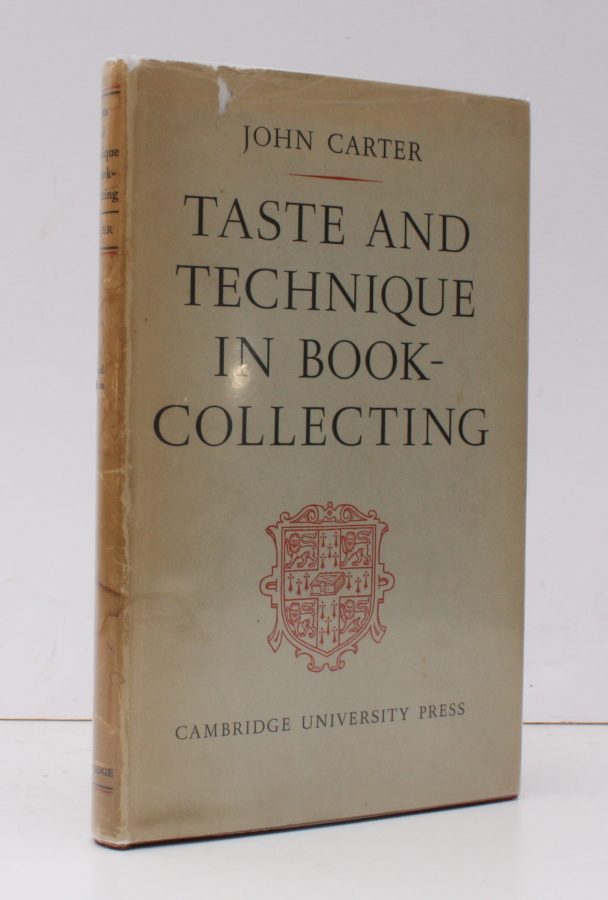 JOHN CARTER
TASTE AND
TECHNIQUE
IN BOOK-
COLLECTING
CAMBRIDGE UNIVERSITY PRESS